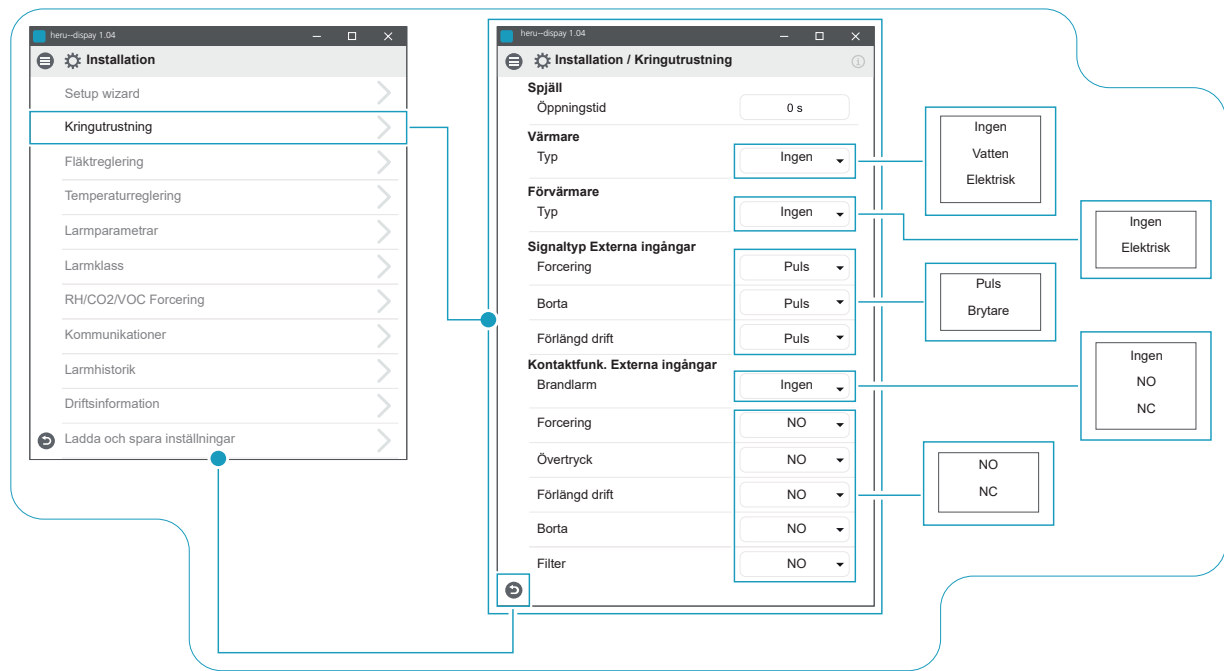 heru--dispay 1.04
Installation
Setup wizard
Kringutrustning
Fläktreglering
Temperaturreglering
Larmparametrar
Larmklass
RH/CO2/VOC Forcering
Kommunikationer
Larmhistorik
Driftsinformation
Ladda och spara inställningar
heru--dispay 1.04
Installation / Kringutrustning
Spjäll
Öppningstid 0 s
Värmare
Typ Ingen
Förvärmare
Typ Ingen
Signaltyp Externa ingångar
Forcering Puls
Borta Puls
Förlängd drift Puls
Kontaktfunk. Externa ingångar
Brandlarm Ingen
Forcering NO
Övertryck NO
Förlängd drift NO
Borta NO
Filter NO
Ingen
Vatten
Elektrisk
Ingen
Elektrisk
Puls
Brytare
Ingen
NO
NC
NO
NC